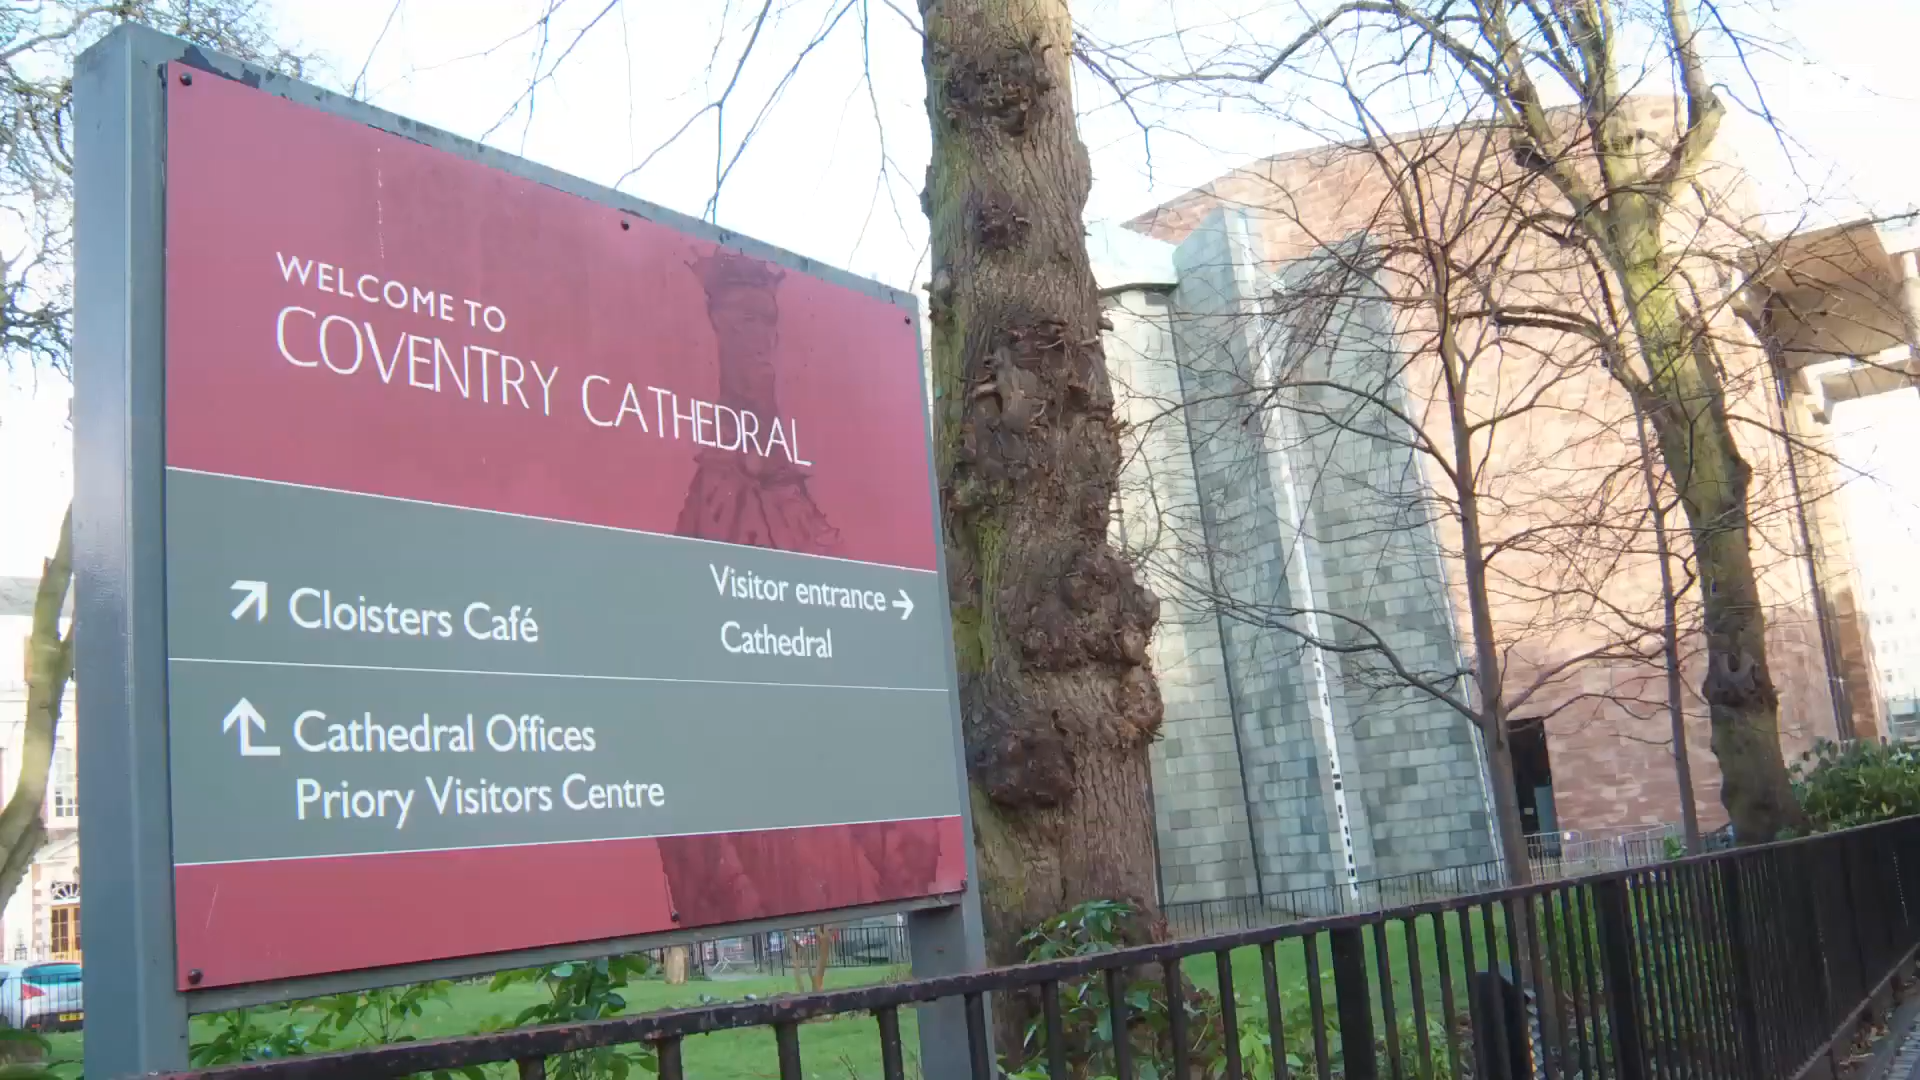 WELCOME TO
COVENTRY CATHEDRAL
Visitor entrance →
Cathedral
↗ Cloisters Café
↰ Cathedral Offices
Priory Visitors Centre